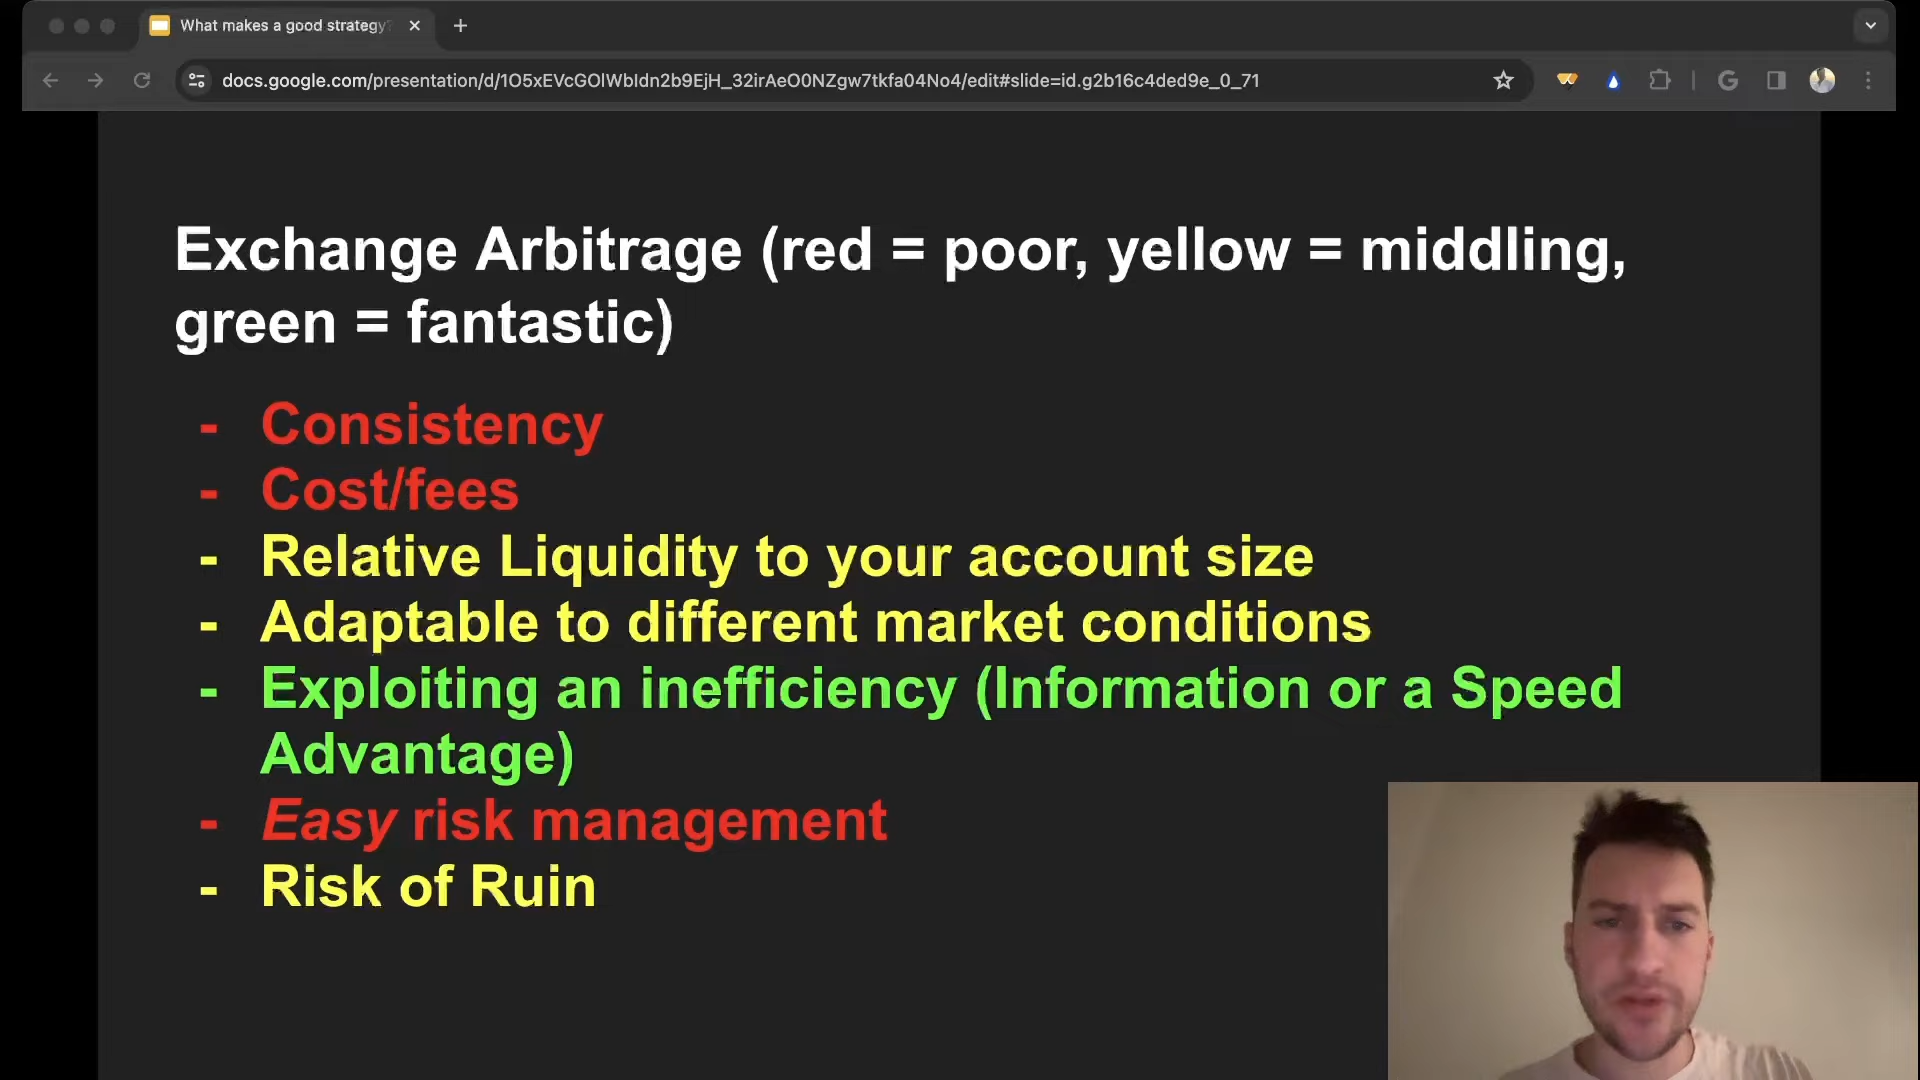 What makes a good strategy?
docs.google.com/presentation/d/1O5xEVcGOlWbldn2b9EjH_32irAeO0NZgw7tkfa04No4/edit#slide=id.g2b16c4ded9e_0_71
Exchange Arbitrage (red = poor, yellow = middling,
green = fantastic)
- Consistency
- Cost/fees
- Relative Liquidity to your account size
- Adaptable to different market conditions
- Exploiting an inefficiency (Information or a Speed
Advantage)
- Easy risk management
- Risk of Ruin